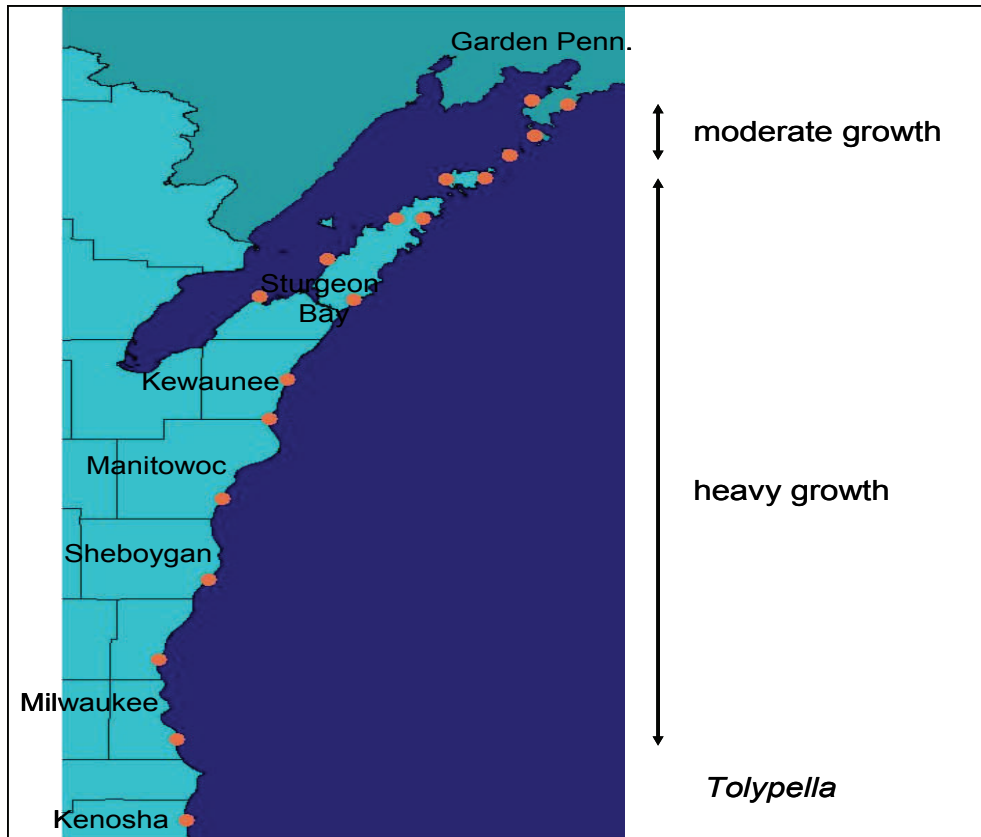 Garden Penn.
moderate growth
Sturgeon
Bay
Kewaunee
Manitowoc
heavy growth
Sheboygan
Milwaukee
Tolypella
Kenosha